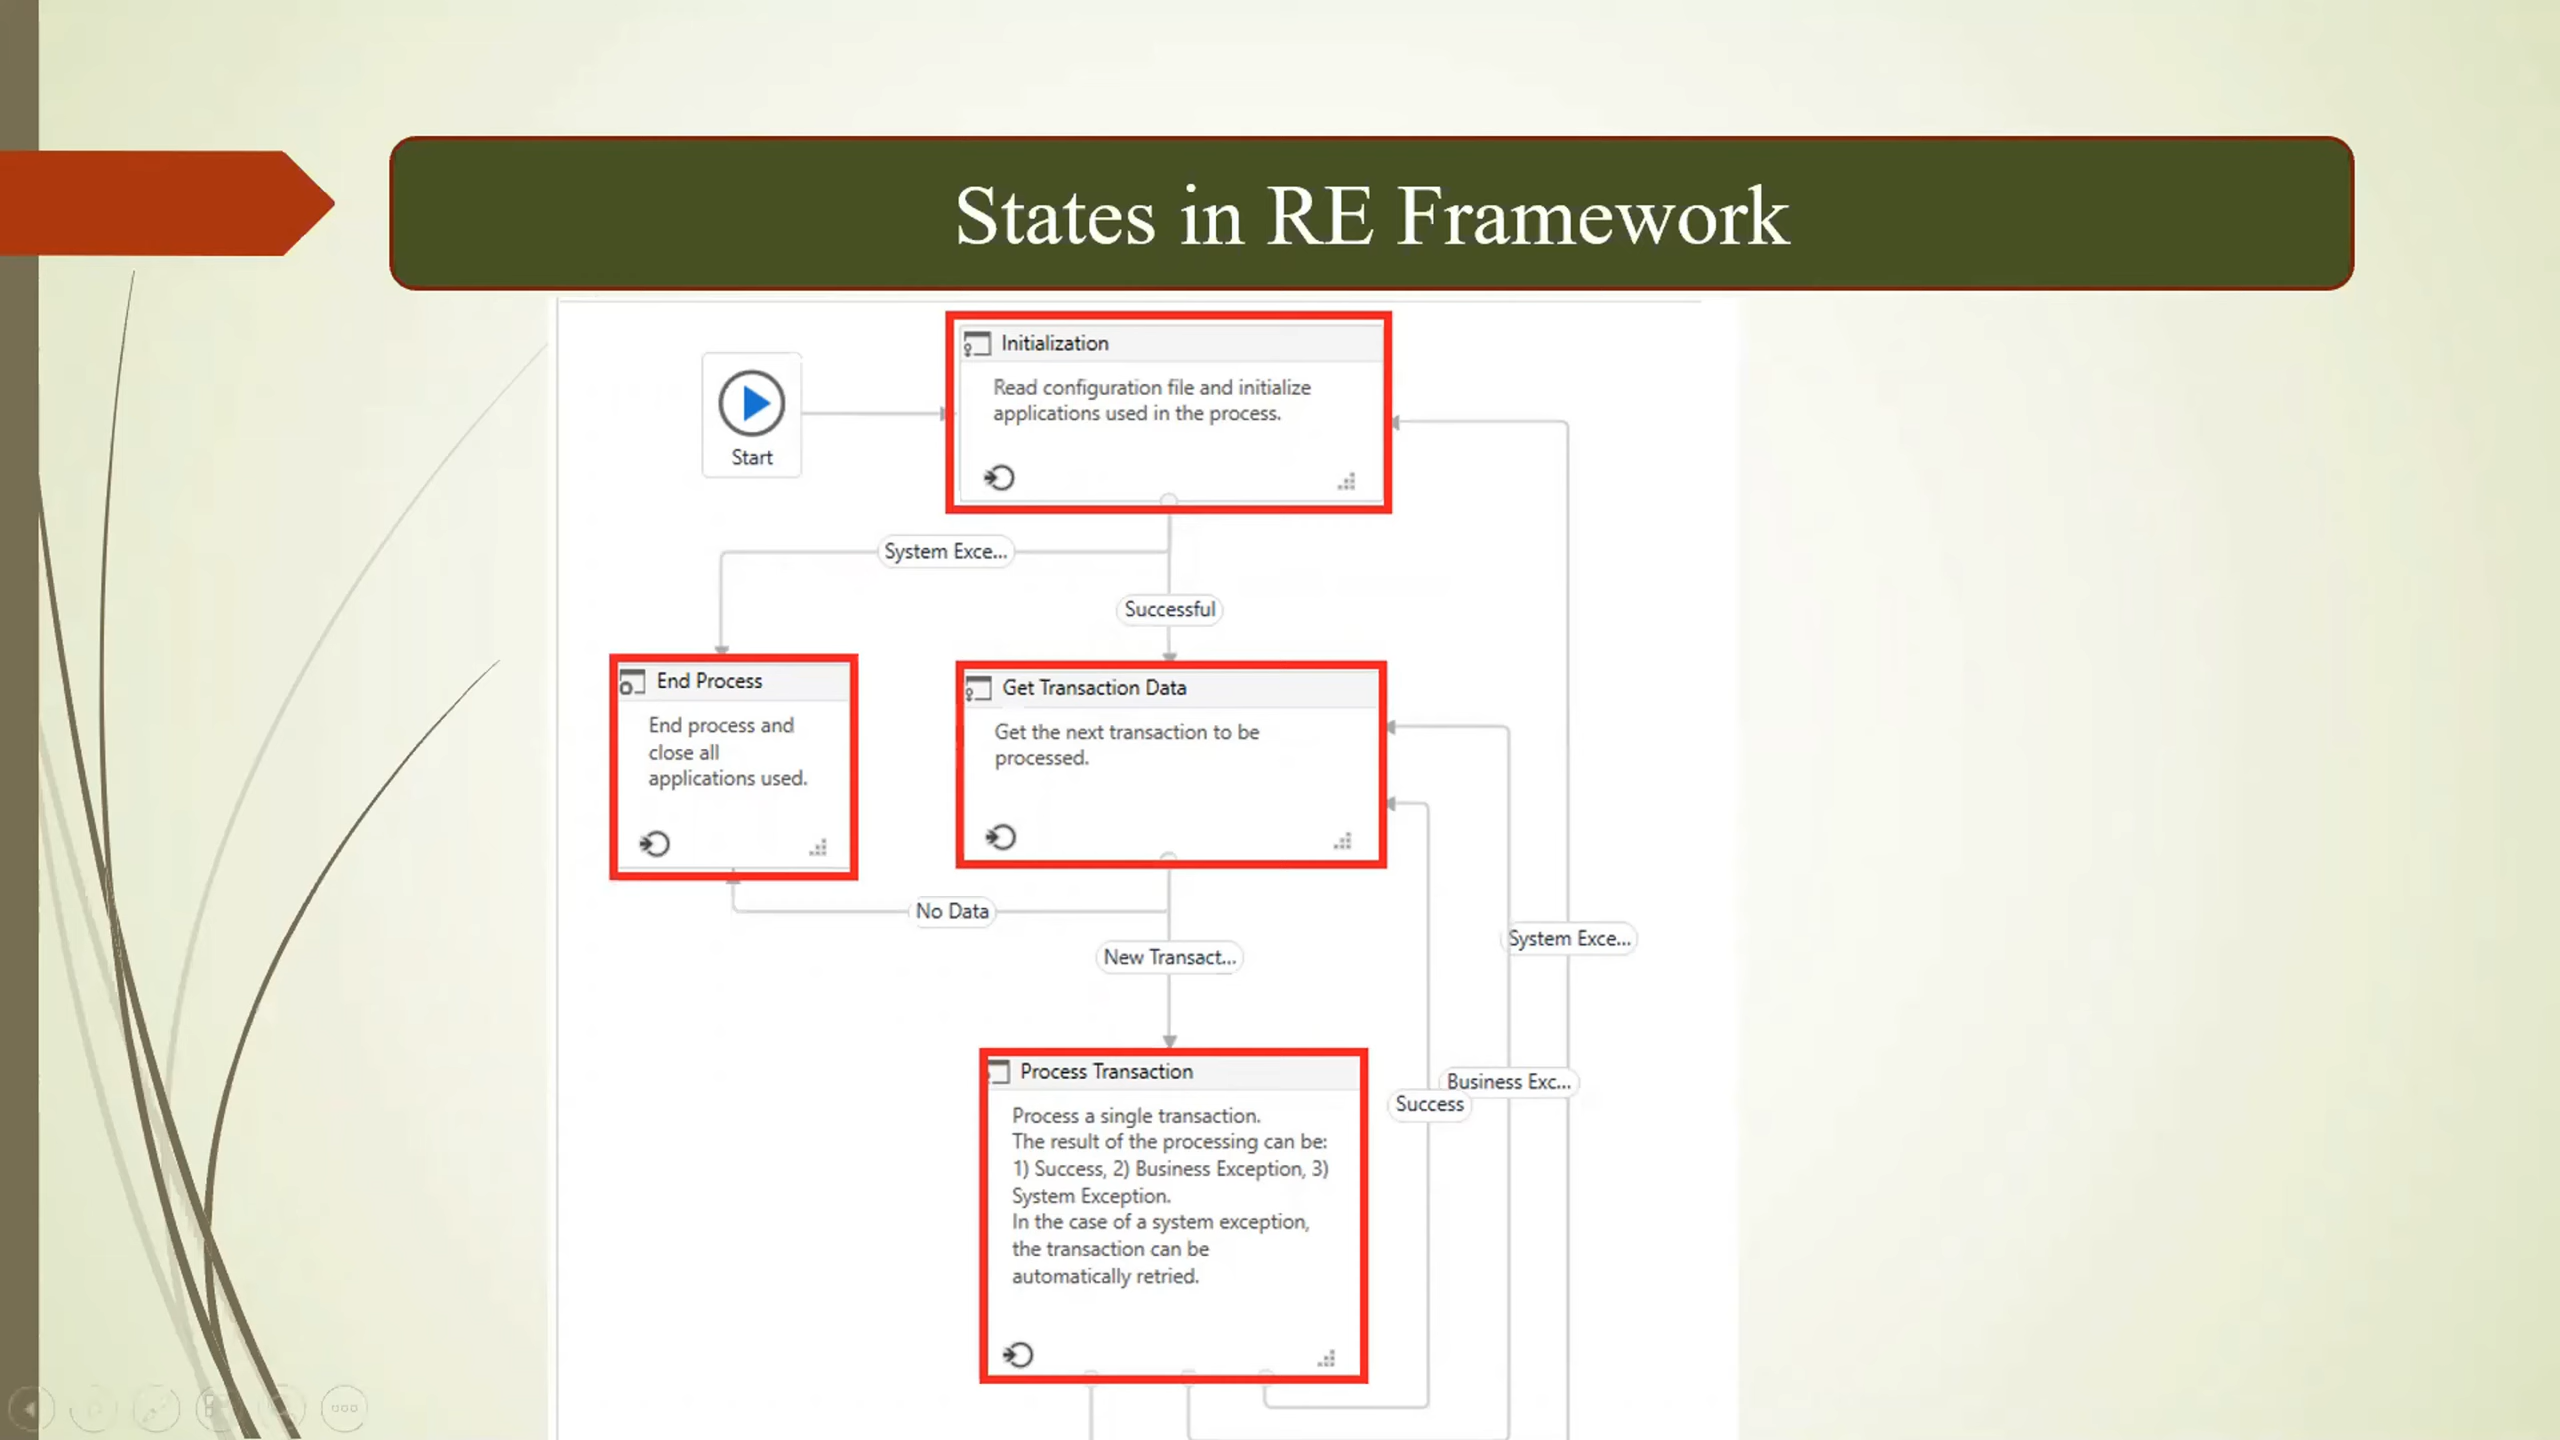 States in RE Framework
Initialization
Read configuration file and initialize
applications used in the process.
Start
System Exce...
Successful
End Process
End process and
close all
applications used.
Get Transaction Data
Get the next transaction to be
processed.
No Data
New Transact...
System Exce...
Process Transaction
Process a single transaction.
The result of the processing can be:
1) Success, 2) Business Exception, 3)
System Exception.
In the case of a system exception,
the transaction can be
automatically retried.
Business Exc...
Success